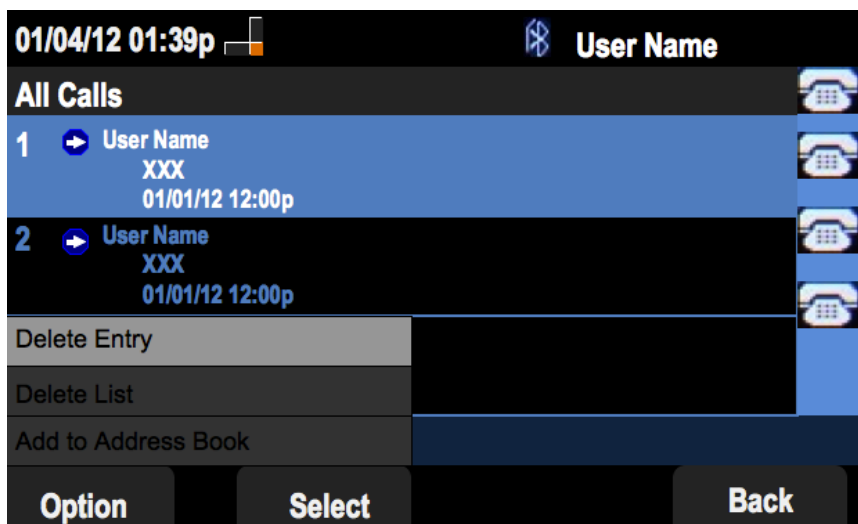 01/04/12 01:39p User Name
All Calls
1 User Name
XXX
01/01/12 12:00p
2 User Name
XXX
01/01/12 12:00p
Delete Entry
Delete List
Add to Address Book
Option Select Back